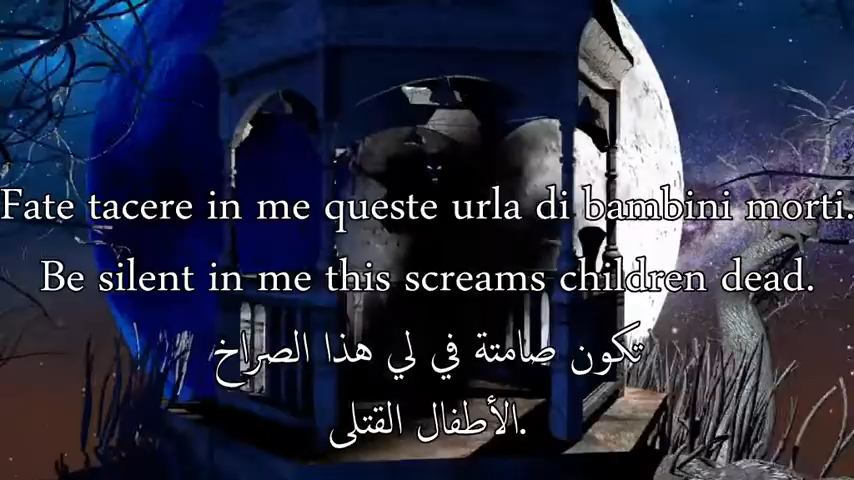 Fate tacere in me queste urla di bambini morti.
Be silent in me this screams children dead.
تكون صامتة في لي هذا الصراخ
الأطفال القتلى.